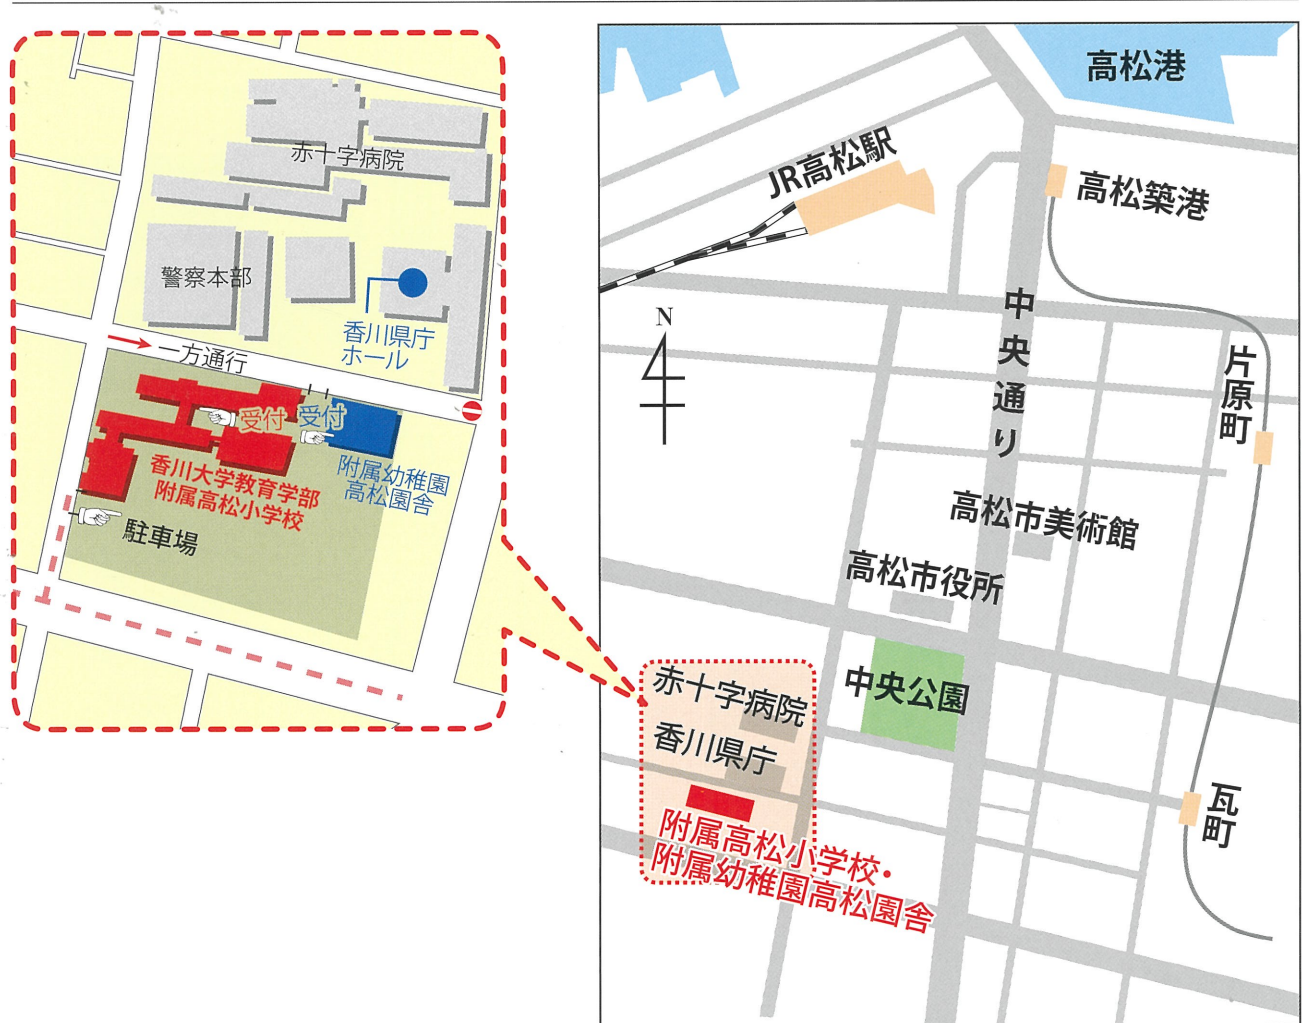 赤十字病院
警察本部
香川県庁
ホール
一方通行
受付
受付
附属幼稚園
高松園舎
香川大学教育学部
附属高松小学校
駐車場
高松港
JR高松駅
高松築港
N
中央通り
片原町
高松市美術館
高松市役所
中央公園
赤十字病院
香川県庁
瓦町
附属高松小学校・
附属幼稚園高松園舎